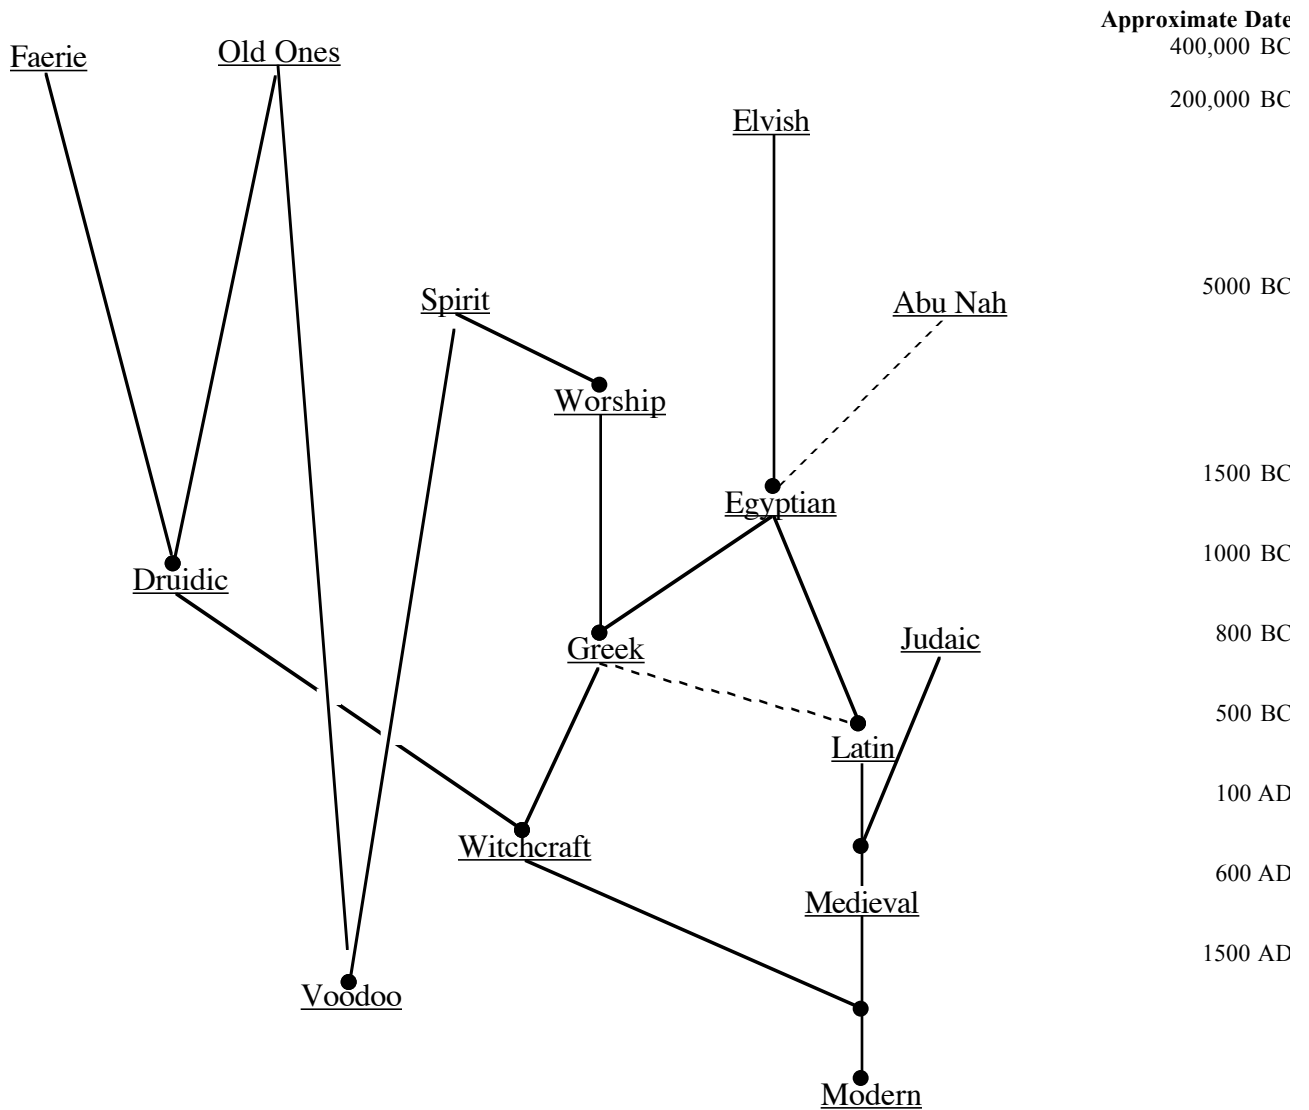 Approximate Date
400,000 BC
Faerie
Old Ones
200,000 BC
Elvish
5000 BC
Spirit
Abu Nah
Worship
1500 BC
Egyptian
1000 BC
Druidic
800 BC
Greek
Judaic
500 BC
Latin
100 AD
Witchcraft
600 AD
Medieval
1500 AD
Voodoo
Modern